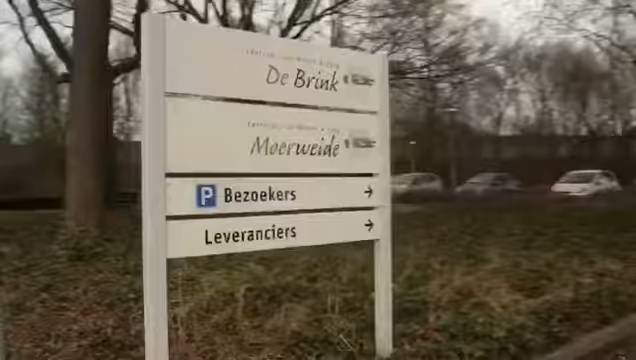 De Brink
Moerweide
P Bezoekers →
Leveranciers →